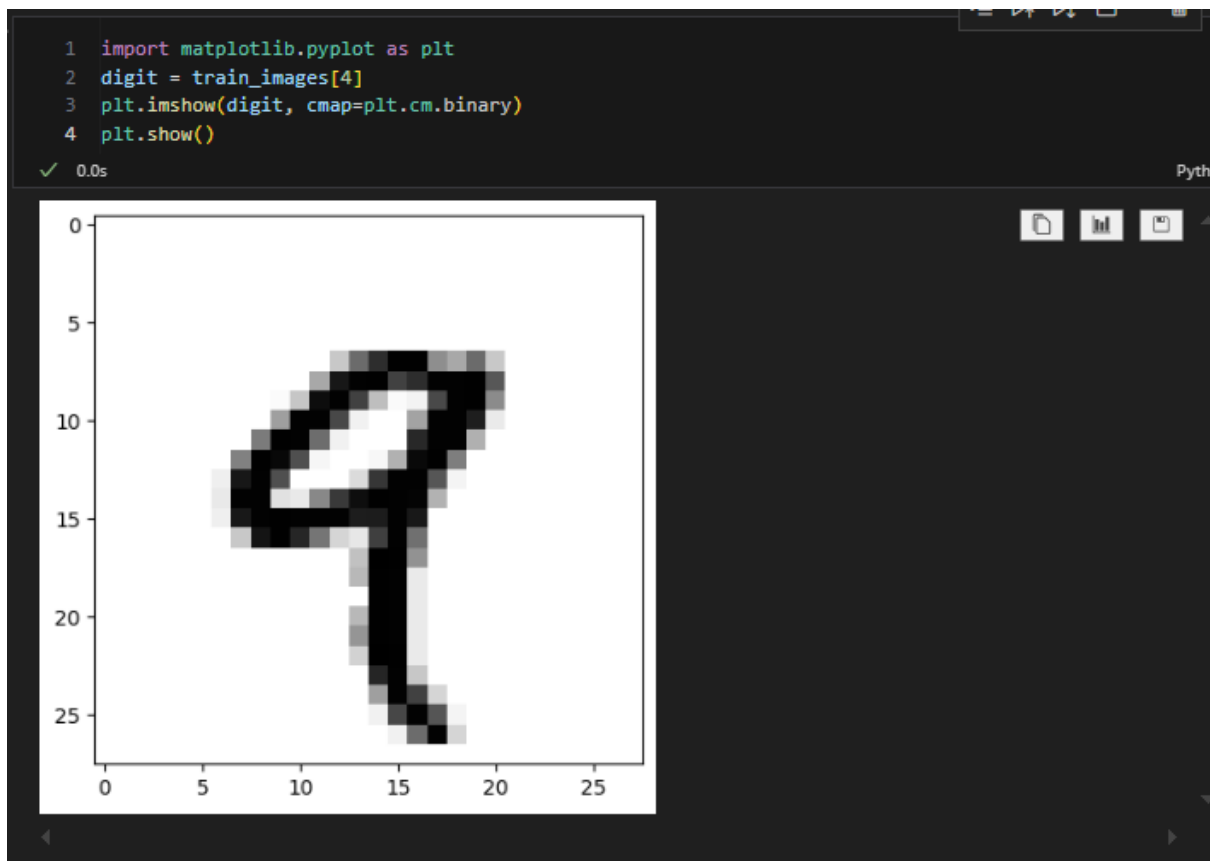 1 import matplotlib.pyplot as plt
2 digit = train_images[4]
3 plt.imshow(digit, cmap=plt.cm.binary)
4 plt.show()
0.0s
Pyth
0
5
10
15
20
25
0 5 10 15 20 25
9